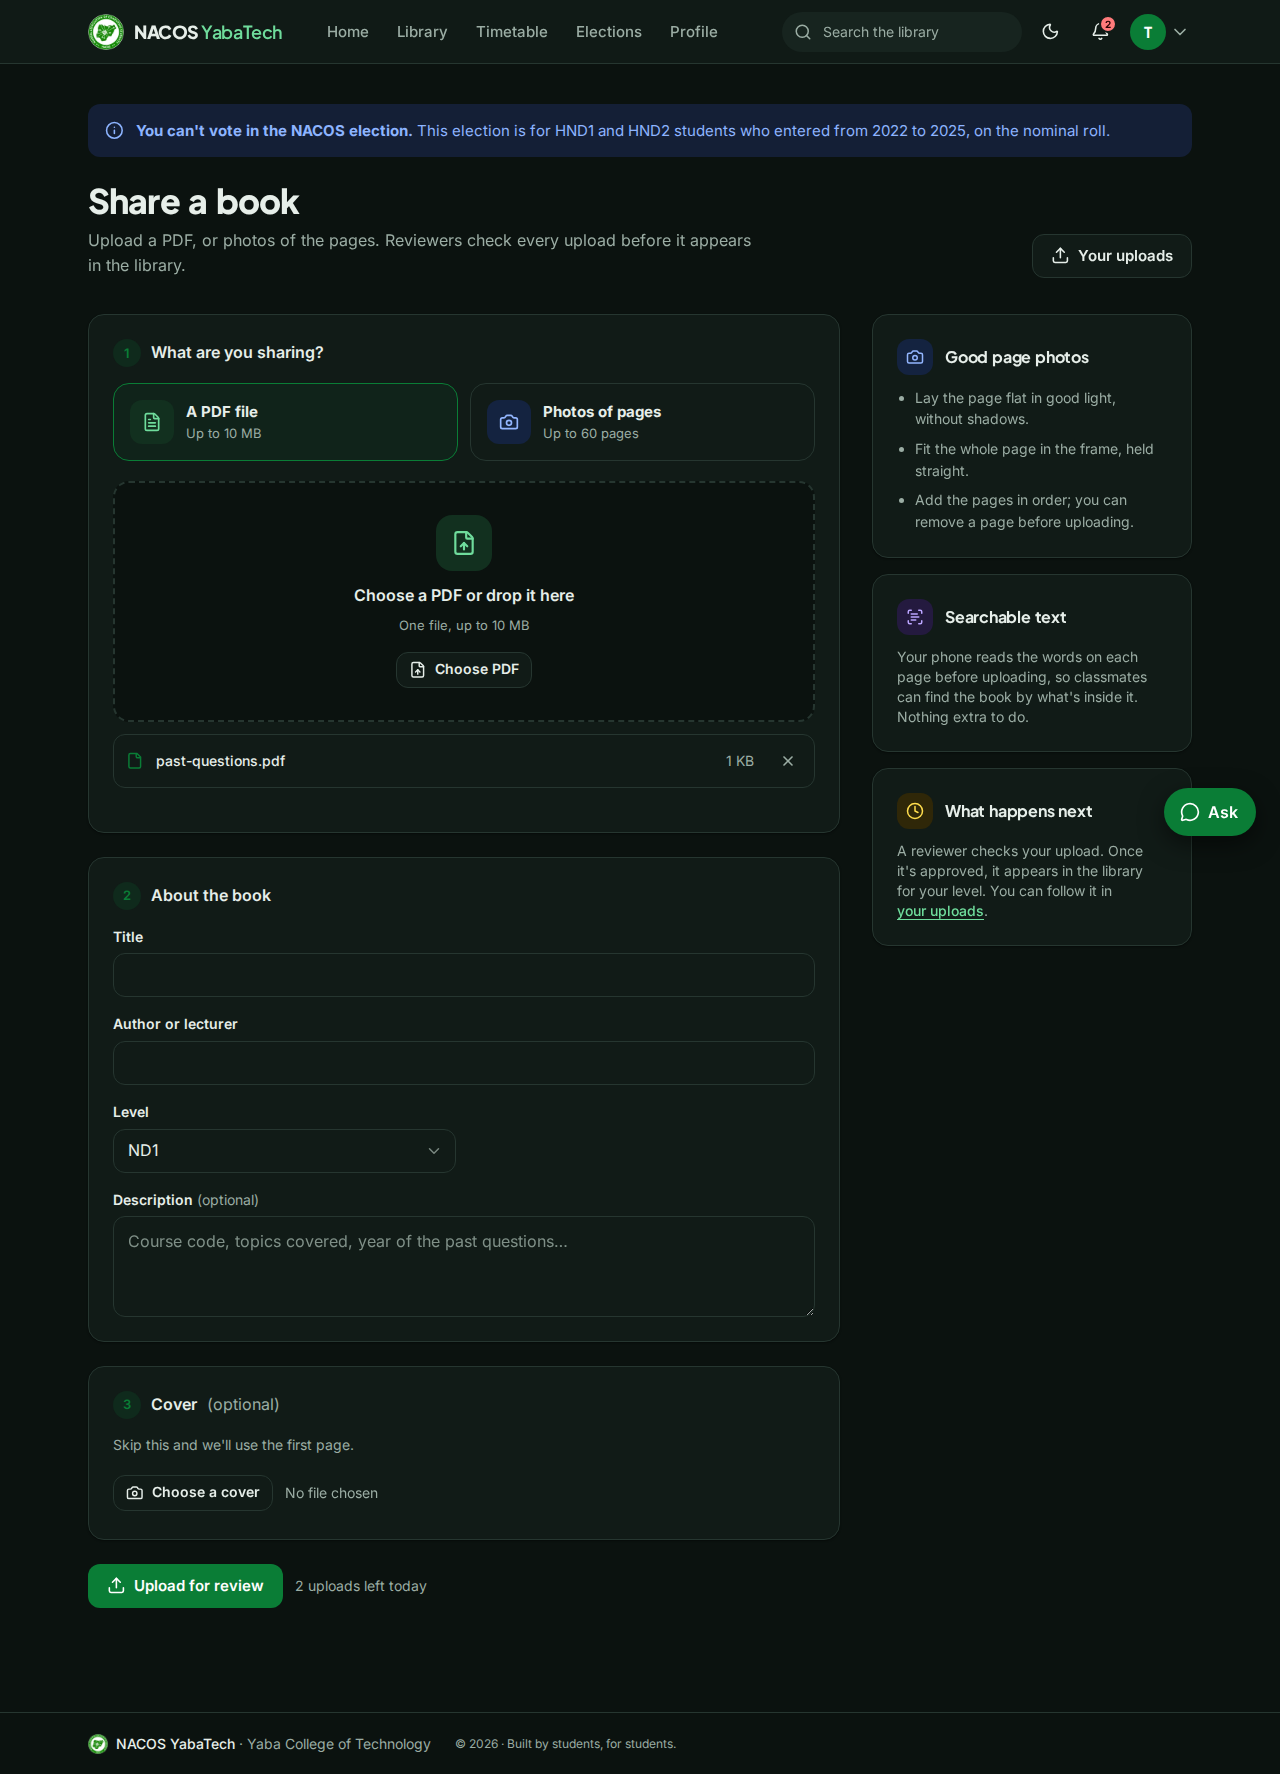 NACOS YabaTech
Home
Library
Timetable
Elections
Profile
Search the library
2
T
You can't vote in the NACOS election. This election is for HND1 and HND2 students who entered from 2022 to 2025, on the nominal roll.
Share a book
Upload a PDF, or photos of the pages. Reviewers check every upload before it appears
in the library.
Your uploads
1
What are you sharing?
A PDF file
Up to 10 MB
Photos of pages
Up to 60 pages
Choose a PDF or drop it here
One file, up to 10 MB
Choose PDF
past-questions.pdf
1 KB
2
About the book
Title
Author or lecturer
Level
ND1
Description (optional)
Course code, topics covered, year of the past questions...
3
Cover (optional)
Skip this and we'll use the first page.
Choose a cover
No file chosen
Upload for review
2 uploads left today
Good page photos
• Lay the page flat in good light,
without shadows.
• Fit the whole page in the frame, held
straight.
• Add the pages in order; you can
remove a page before uploading.
Searchable text
Your phone reads the words on each
page before uploading, so classmates
can find the book by what's inside it.
Nothing extra to do.
What happens next
A reviewer checks your upload. Once
it's approved, it appears in the library
for your level. You can follow it in
your uploads.
Ask
NACOS YabaTech · Yaba College of Technology
© 2026 · Built by students, for students.